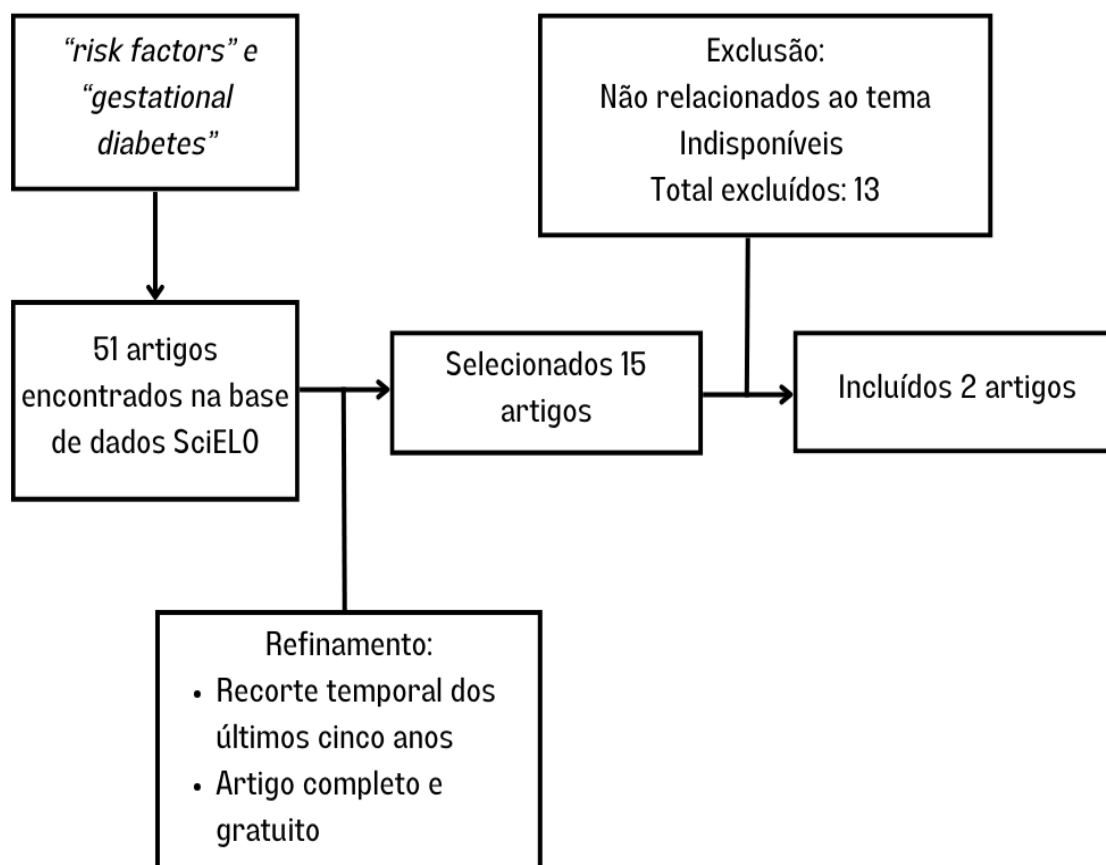 “risk factors” e
“gestational
diabetes”
Exclusão:
Não relacionados ao tema
Indisponíveis
Total excluídos: 13
51 artigos
encontrados na base
de dados SciELO
Selecionados 15
artigos
Incluídos 2 artigos
Refinamento:
• Recorte temporal dos
últimos cinco anos
• Artigo completo e
gratuito